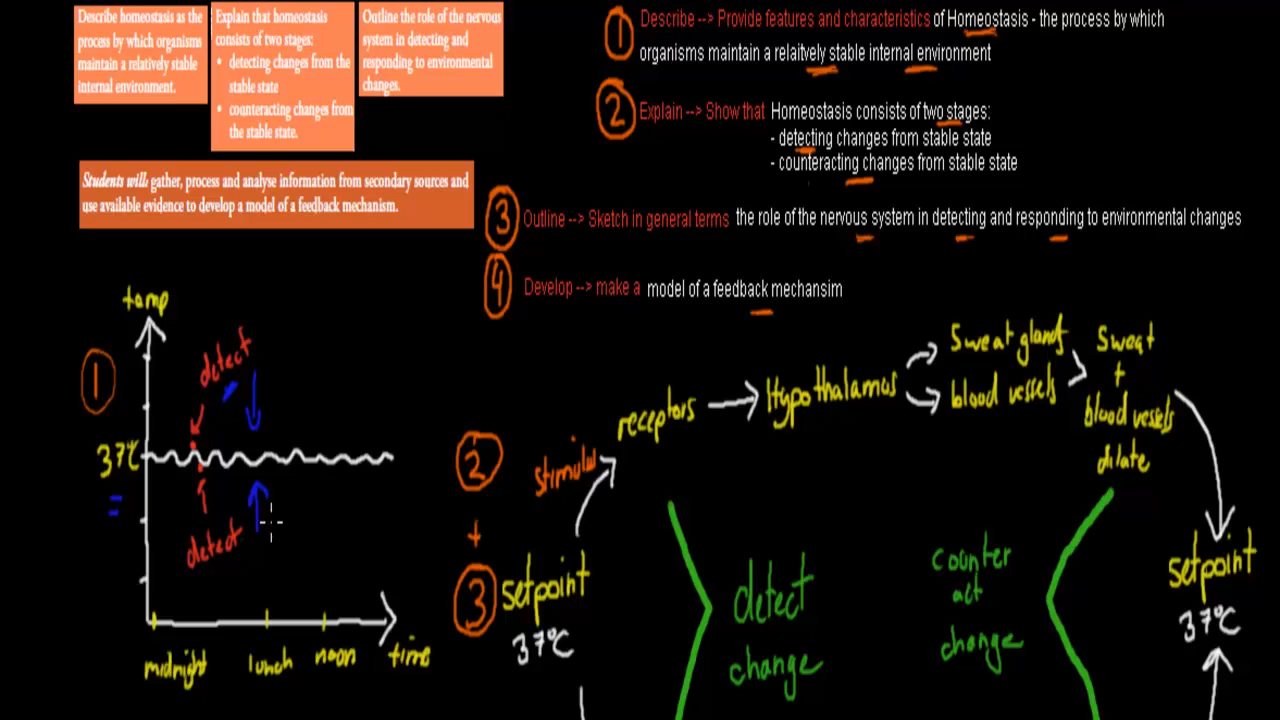 Describe homeostasis as the
process by which organisms
maintain a relatively stable
internal environment.
Explain that homeostasis
consists of two stages:
• detecting changes from the
stable state
• counteracting changes from
the stable state.
Outline the role of the nervous
system in detecting and
responding to environmental
changes.
Students will: gather, process and analyse information from secondary sources and
use available evidence to develop a model of a feedback mechanism.
1 Describe --> Provide features and characteristics of Homeostasis - the process by which
organisms maintain a relaitvely stable internal environment
2 Explain --> Show that Homeostasis consists of two stages:
- detecting changes from stable state
- counteracting changes from stable state
3 Outline --> Sketch in general terms the role of the nervous system in detecting and responding to environmental changes
4 Develop --> make a model of a feedback mechansim
1
temp
detect
37°C
=
detect
midnight lunch noon time
2
+
3
stimulus
receptors
Hypothalamus
sweat glands
blood vessels
Sweat
+
blood vessels
dilate
setpoint
37°C
detect
change
counter
act
change
setpoint
37°C